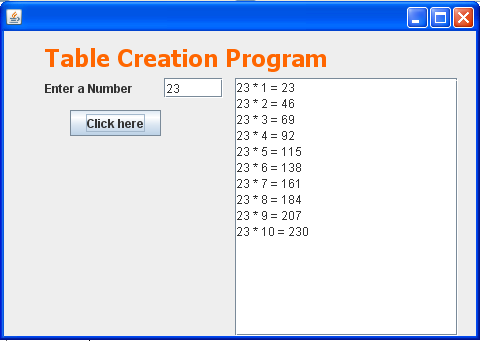 Table Creation Program
Enter a Number 23
Click here
23 * 1 = 23
23 * 2 = 46
23 * 3 = 69
23 * 4 = 92
23 * 5 = 115
23 * 6 = 138
23 * 7 = 161
23 * 8 = 184
23 * 9 = 207
23 * 10 = 230